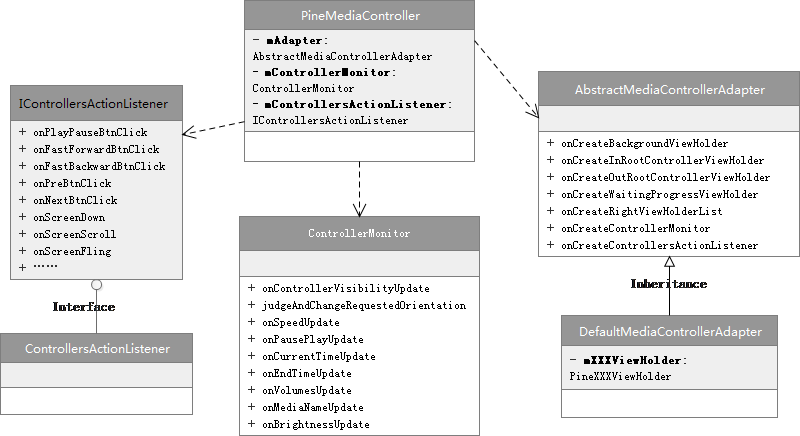 PineMediaController
- mAdapter:
AbstractMediaControllerAdapter
- mControllerMonitor:
ControllerMonitor
- mControllersActionListener:
IControllersActionListener
IControllersActionListener
+ onPlayPauseBtnClick
+ onFastForwardBtnClick
+ onFastBackwardBtnClick
+ onPreBtnClick
+ onNextBtnClick
+ onScreenDown
+ onScreenScroll
+ onScreenFling
+ ……
Interface
ControllersActionListener
ControllerMonitor
+ onControllerVisibilityUpdate
+ judgeAndChangeRequestedOrientation
+ onSpeedUpdate
+ onPausePlayUpdate
+ onCurrentTimeUpdate
+ onEndTimeUpdate
+ onVolumesUpdate
+ onMediaNameUpdate
+ onBrightnessUpdate
AbstractMediaControllerAdapter
+ onCreateBackgroundViewHolder
+ onCreateInRootControllerViewHolder
+ onCreateOutRootControllerViewHolder
+ onCreateWaitingProgressViewHolder
+ onCreateRightViewHolderList
+ onCreateControllerMonitor
+ onCreateControllersActionListener
Inheritance
DefaultMediaControllerAdapter
- mXXXViewHolder:
PineXXXViewHolder